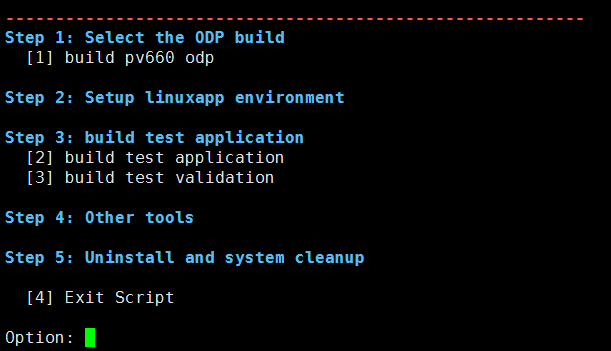 ------------------------------------------------------------
Step 1: Select the ODP build
[1] build pv660 odp
Step 2: Setup linuxapp environment
Step 3: build test application
[2] build test application
[3] build test validation
Step 4: Other tools
Step 5: Uninstall and system cleanup
[4] Exit Script
Option: